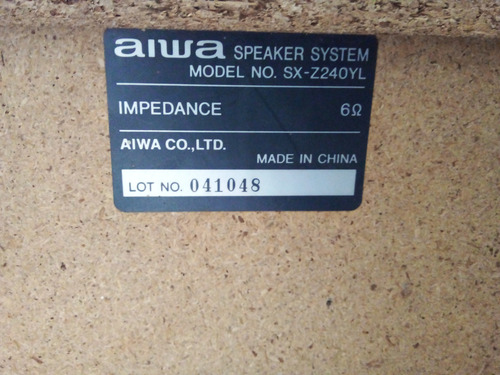 aiwa SPEAKER SYSTEM
MODEL NO. SX-Z240YL
IMPEDANCE 6Ω
AIWA CO.,LTD.
MADE IN CHINA
LOT NO. 041048